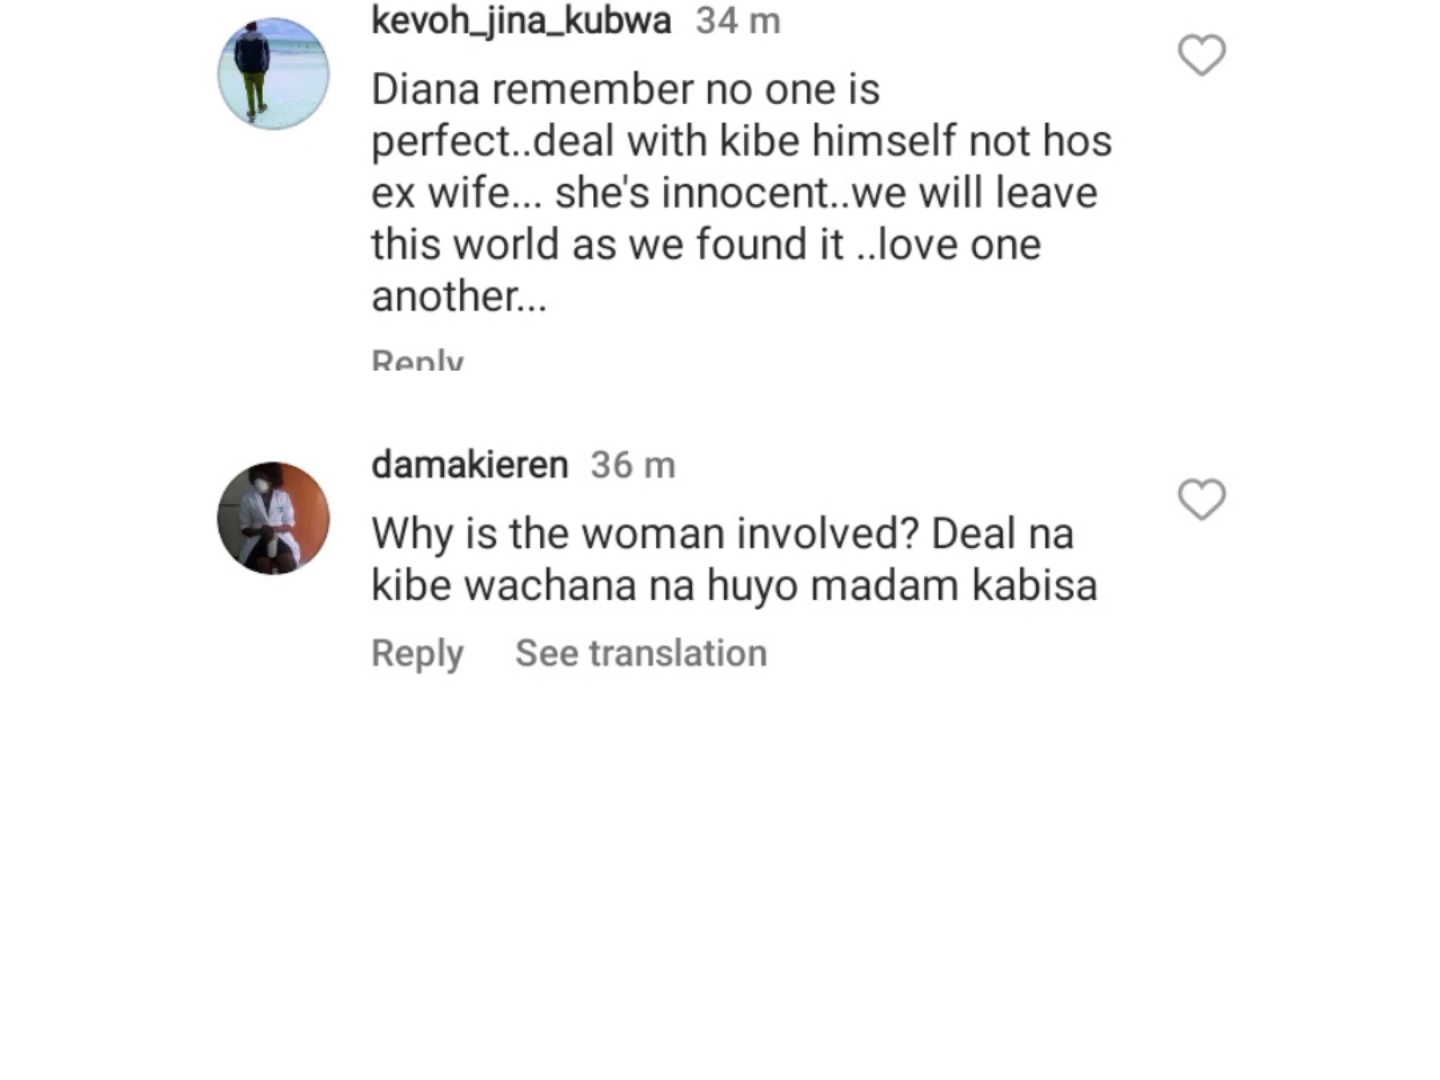 kevoh_jina_kubwa 34 m
Diana remember no one is
perfect..deal with kibe himself not hos
ex wife... she's innocent..we will leave
this world as we found it ..love one
another...
Reply
damakieren 36 m
Why is the woman involved? Deal na
kibe wachana na huyo madam kabisa
Reply See translation